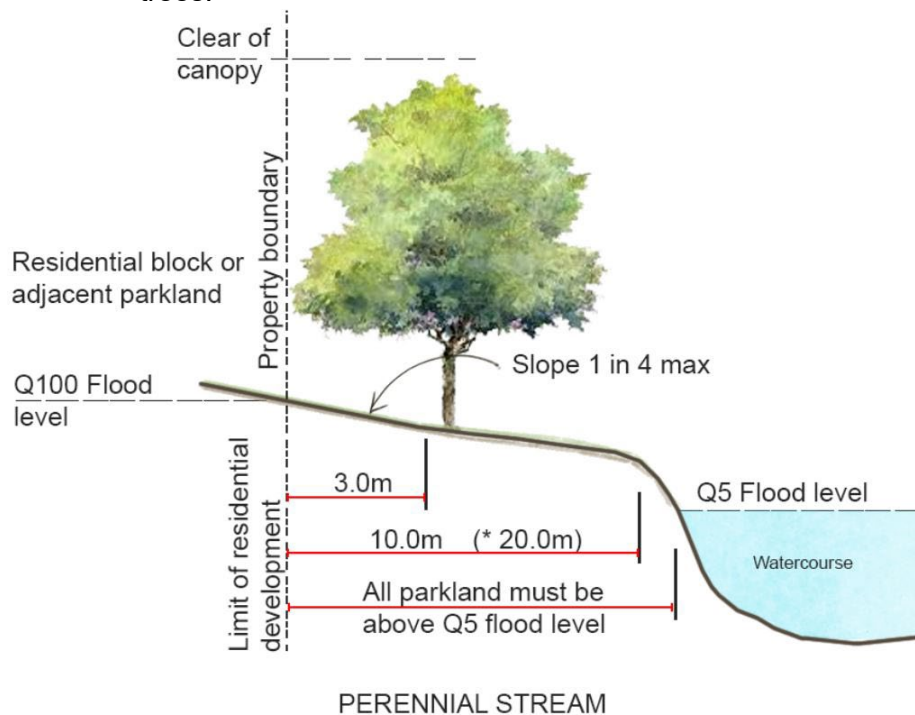 Clear of
canopy
Property boundary
Residential block or
adjacent parkland
Slope 1 in 4 max
Q100 Flood
level
Limit of residential
development
3.0m
Q5 Flood level
10.0m (* 20.0m)
Watercourse
All parkland must be
above Q5 flood level
PERENNIAL STREAM